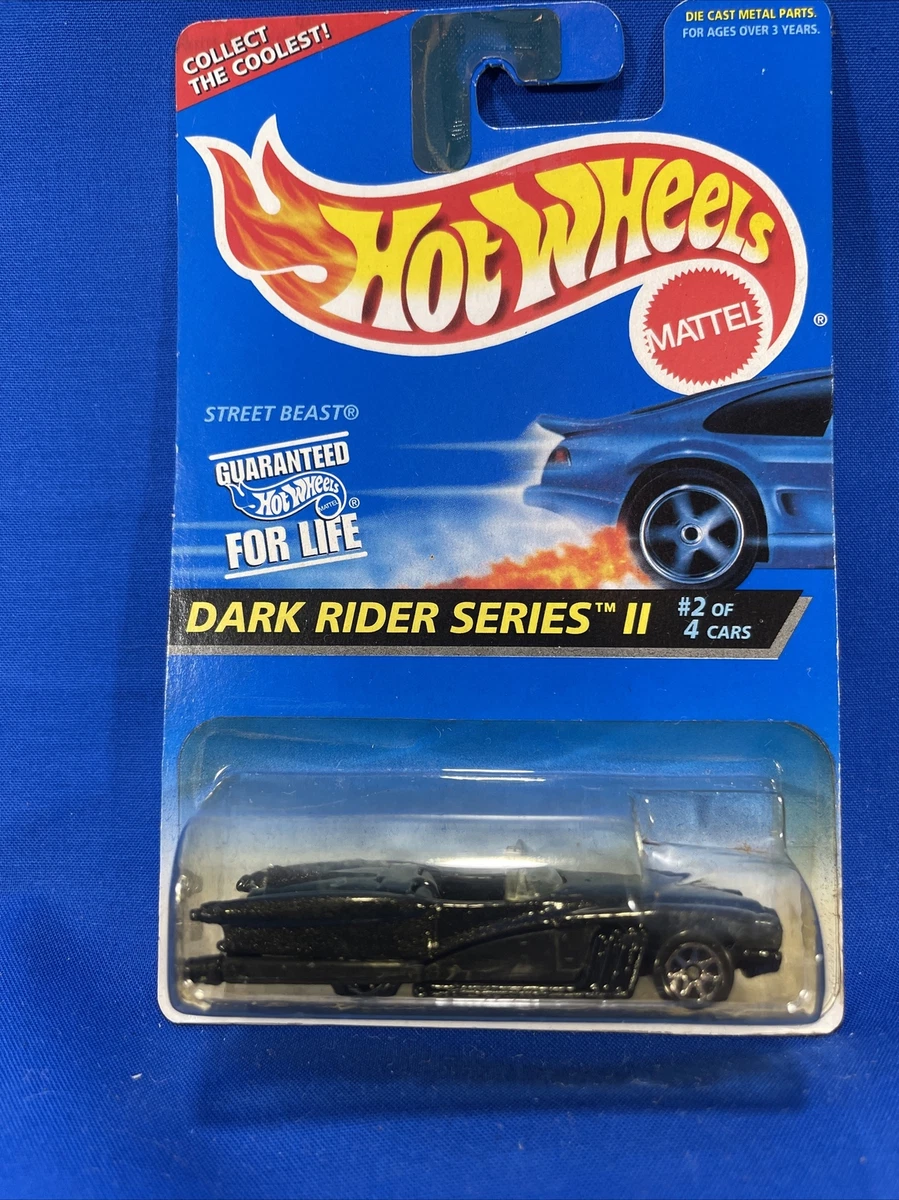 COLLECT
THE COOLEST!
DIE CAST METAL PARTS.
FOR AGES OVER 3 YEARS.
HOT WHEELS
MATTEL
®
STREET BEAST®
GUARANTEED
HOT WHEELS
MATTEL
®
FOR LIFE
DARK RIDER SERIES™ II
#2 OF
4 CARS